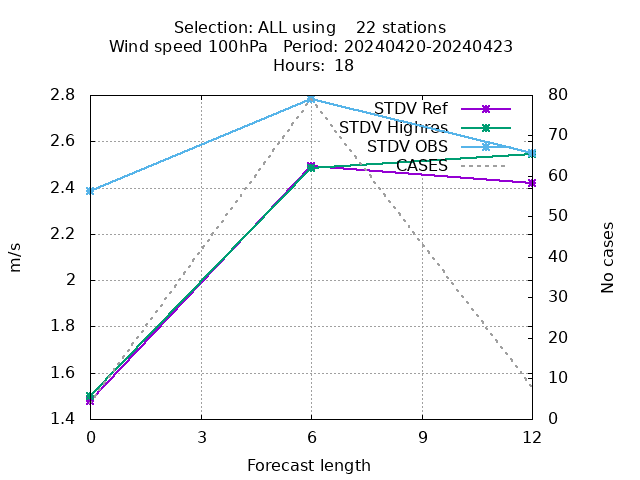 Selection: ALL using    22 stations
Wind speed 100hPa   Period: 20240420-20240423
Hours:  18
STDV Ref
STDV Highres
STDV OBS
CASES
2.8
2.6
2.4
2.2
2
1.8
1.6
1.4
80
70
60
50
40
30
20
10
0
m/s
No cases
0 3 6 9 12
Forecast length